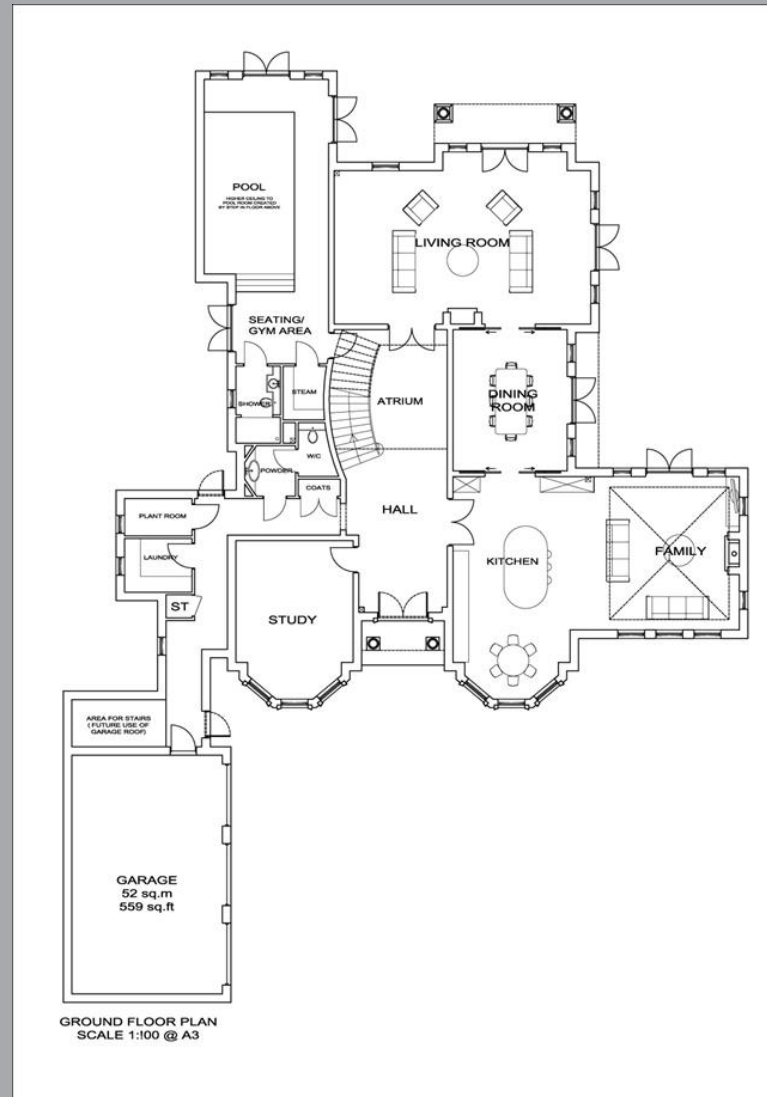 POOL
HIGHER CEILING TO
POOL ROOM CREATED
BY STEP IN FLOOR ABOVE
LIVING ROOM
SEATING/
GYM AREA
SHOWER
STEAM
ATRIUM
DINING
ROOM
W/C
POWDER
COATS
HALL
PLANT ROOM
LAUNDRY
ST
KITCHEN
FAMILY
STUDY
AREA FOR STAIRS
( FUTURE USE OF
GARAGE ROOF)
GARAGE
52 sq.m
559 sq.ft
GROUND FLOOR PLAN
SCALE 1:!00 @ A3